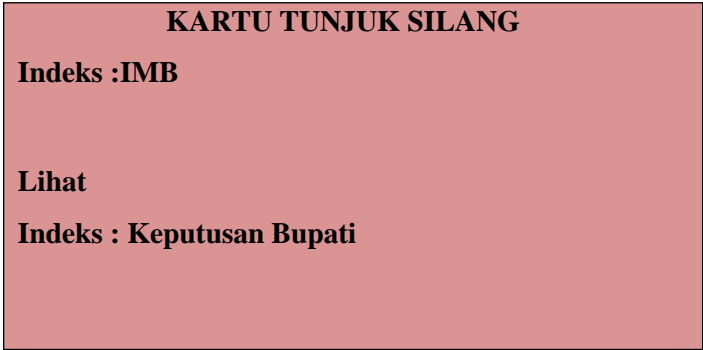 KARTU TUNJUK SILANG
Indeks :IMB
Lihat
Indeks : Keputusan Bupati